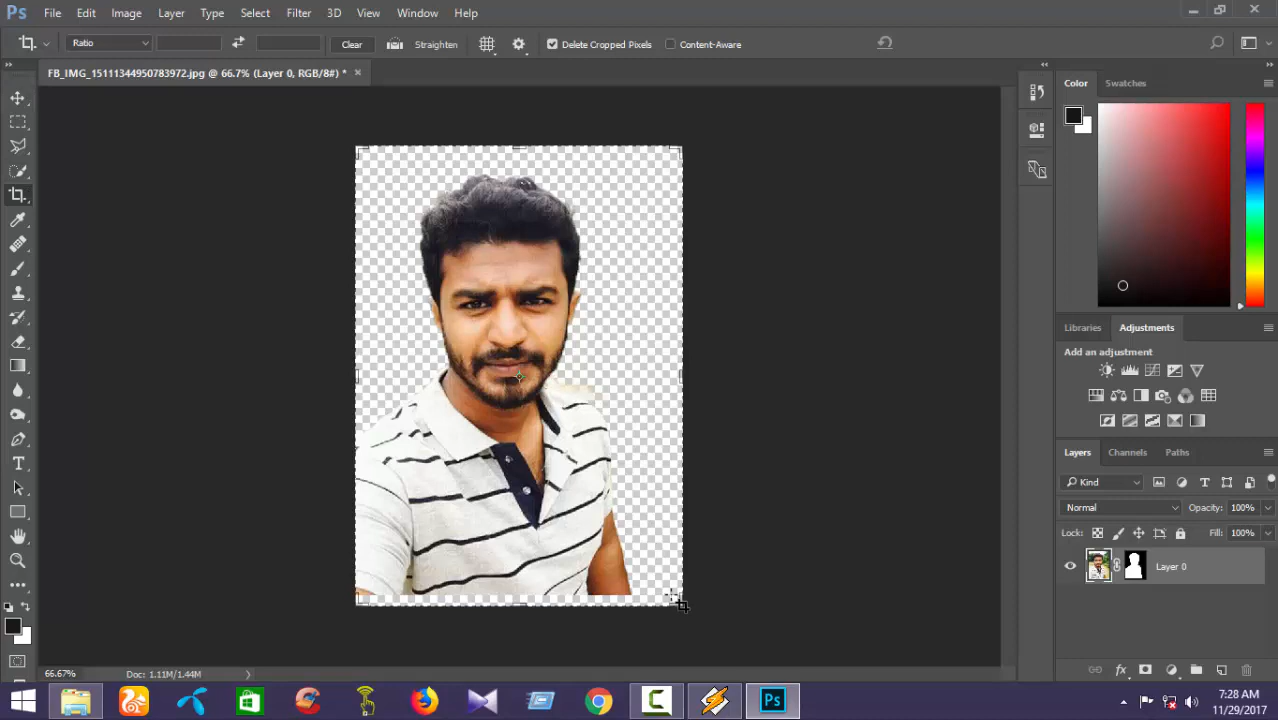 Ps File Edit Image Layer Type Select Filter 3D View Window Help
Ratio Clear Straighten Delete Cropped Pixels Content-Aware
FB_IMG_15111344950783972.jpg @ 66.7% (Layer 0, RGB/8#) *
Color Swatches
Libraries Adjustments
Add an adjustment
Layers Channels Paths
Kind
Normal Opacity: 100%
Lock: Fill: 100%
Layer 0
66.67% Doc: 1.11M/1.44M
7:28 AM
11/29/2017